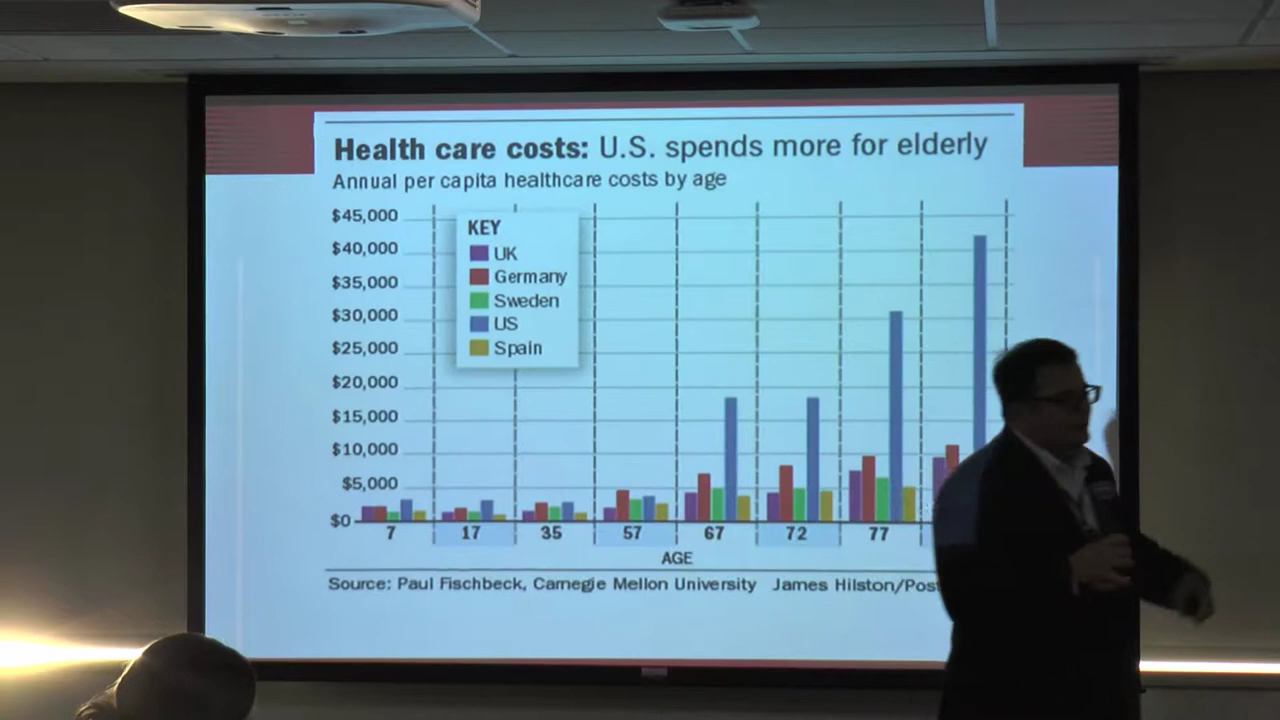 Health care costs: U.S. spends more for elderly
Annual per capita healthcare costs by age
$45,000
$40,000
$35,000
$30,000
$25,000
$20,000
$15,000
$10,000
$5,000
$0
KEY
UK
Germany
Sweden
US
Spain
7 17 35 57 67 72 77
AGE
Source: Paul Fischbeck, Carnegie Mellon University James Hilston/Post